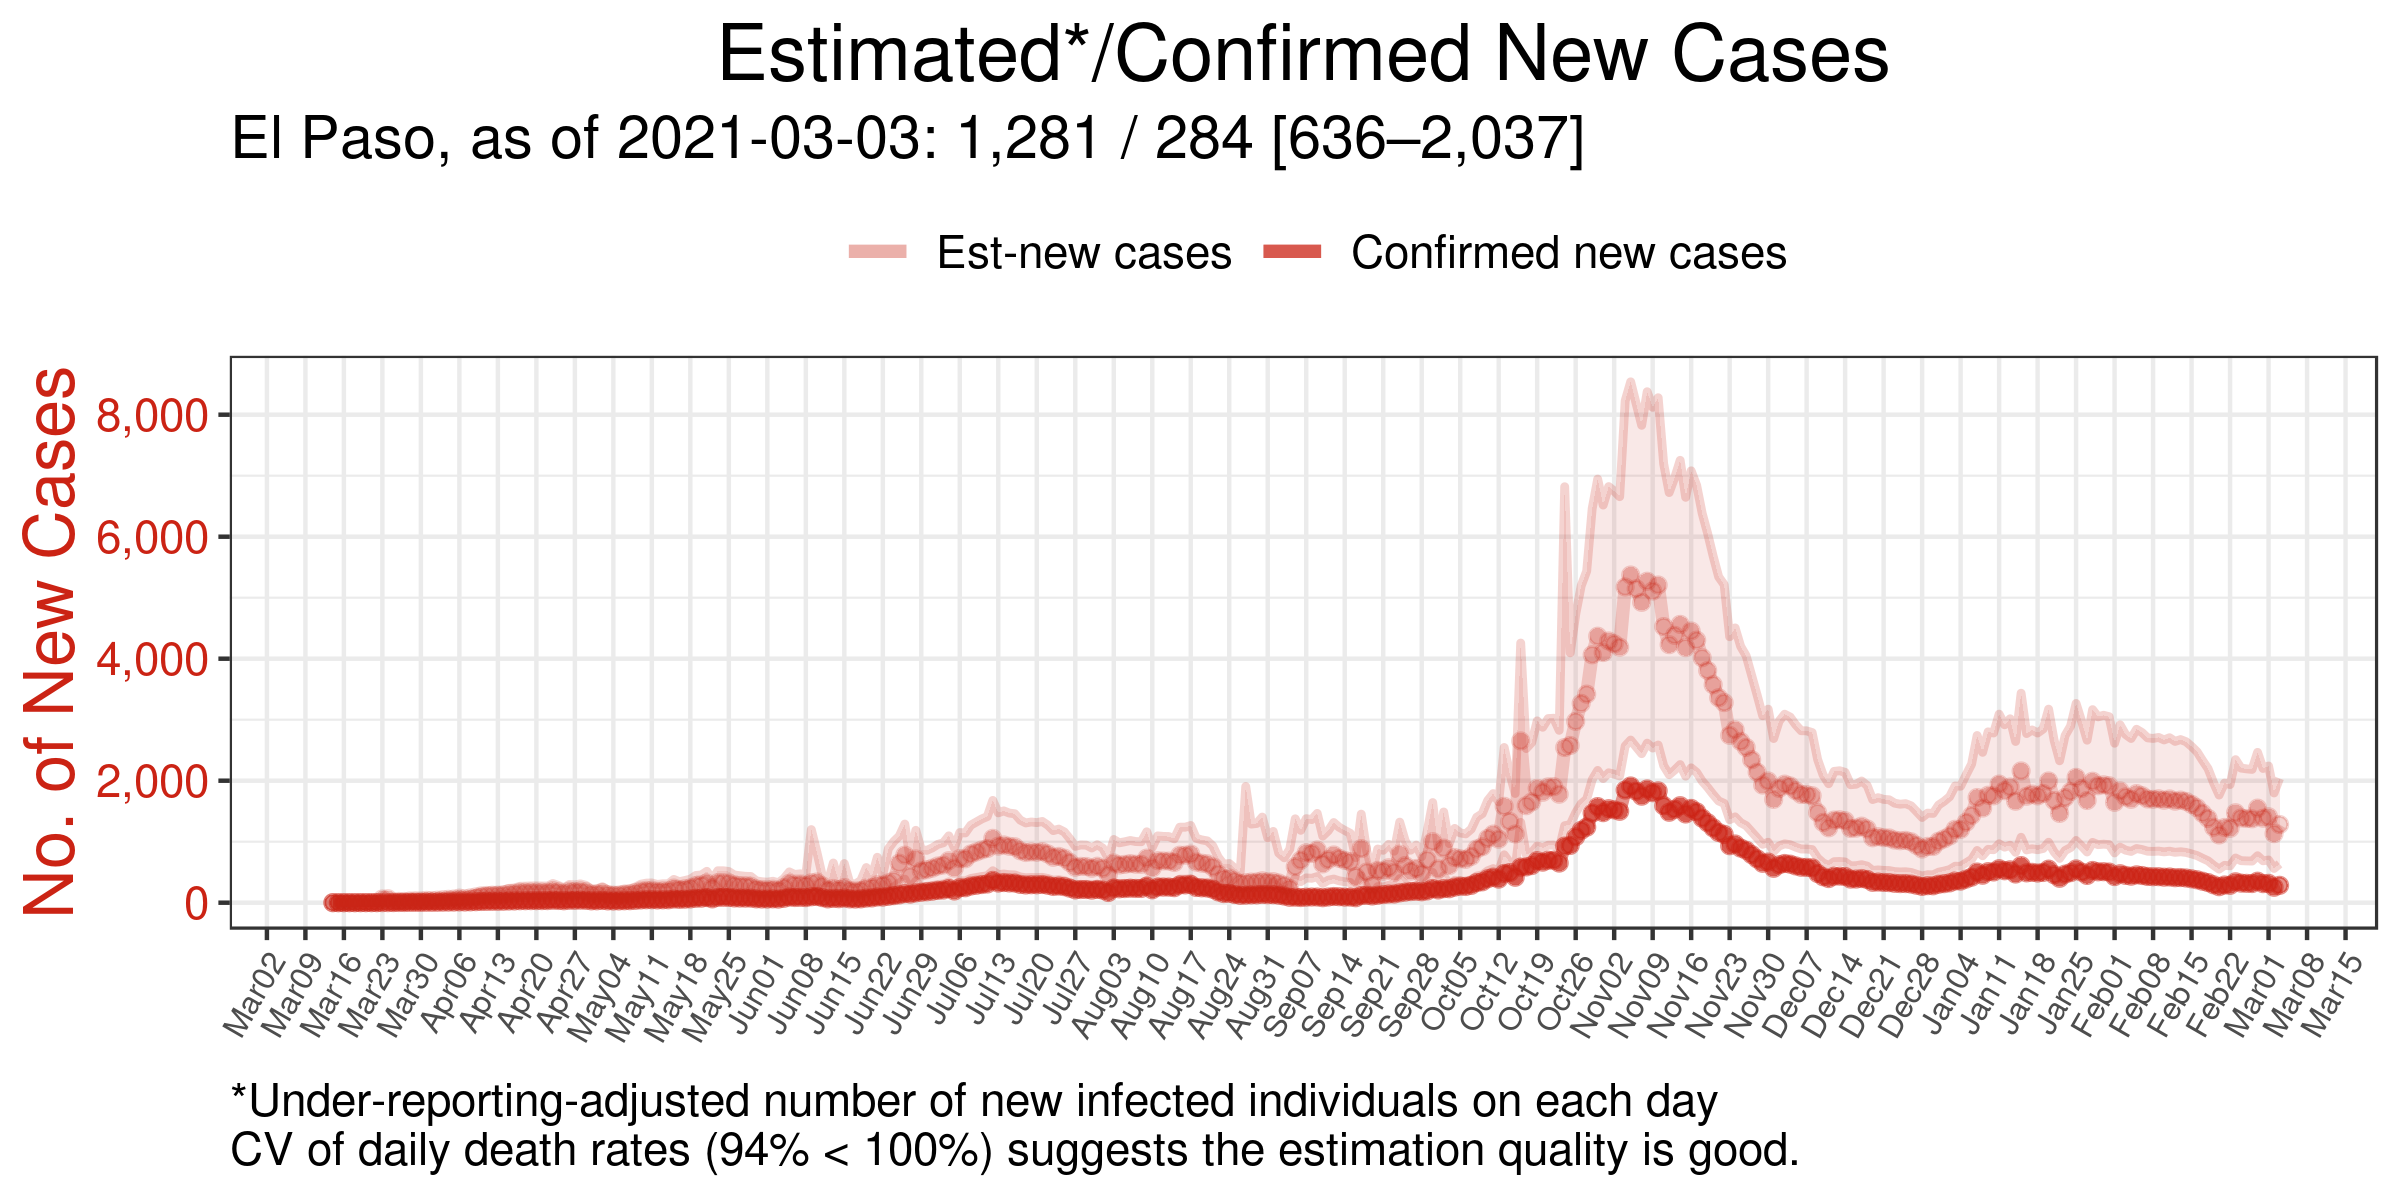 Estimated*/Confirmed New Cases
El Paso, as of 2021-03-03: 1,281 / 284 [636–2,037]
Est-new cases
Confirmed new cases
No. of New Cases
8,000
6,000
4,000
2,000
0
Mar02
Mar09
Mar16
Mar23
Mar30
Apr06
Apr13
Apr20
Apr27
May04
May11
May18
May25
Jun01
Jun08
Jun15
Jun22
Jun29
Jul06
Jul13
Jul20
Jul27
Aug03
Aug10
Aug17
Aug24
Aug31
Sep07
Sep14
Sep21
Sep28
Oct05
Oct12
Oct19
Oct26
Nov02
Nov09
Nov16
Nov23
Nov30
Dec07
Dec14
Dec21
Dec28
Jan04
Jan11
Jan18
Jan25
Feb01
Feb08
Feb15
Feb22
Mar01
Mar08
Mar15
*Under-reporting-adjusted number of new infected individuals on each day
CV of daily death rates (94% < 100%) suggests the estimation quality is good.